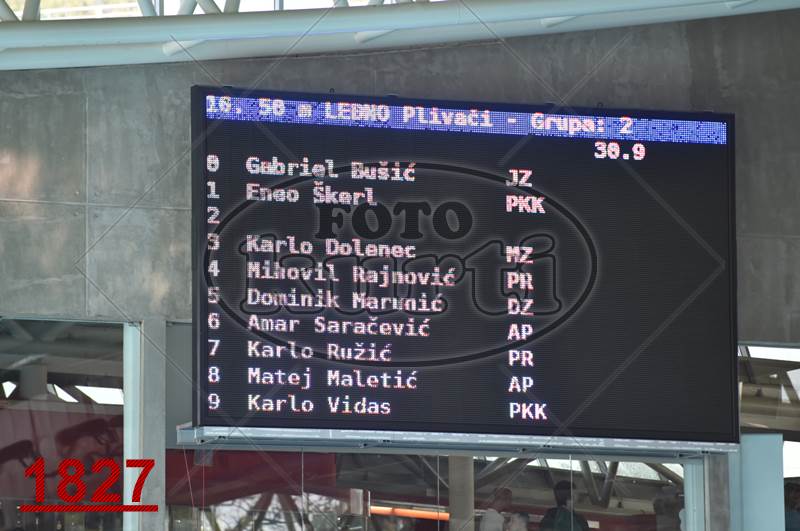 16. 50 m LEĐNO Plivači - Grupa: 2
30.9
0 Gabriel Bušić JZ
1 Eneo Škerl PKK
2
3 Karlo Dolenec MZ
4 Mihovil Rajnović PR
5 Dominik Marunić DZ
6 Amar Saračević AP
7 Karlo Ružić PR
8 Matej Maletić AP
9 Karlo Vidas PKK
FOTO
kurti
1827